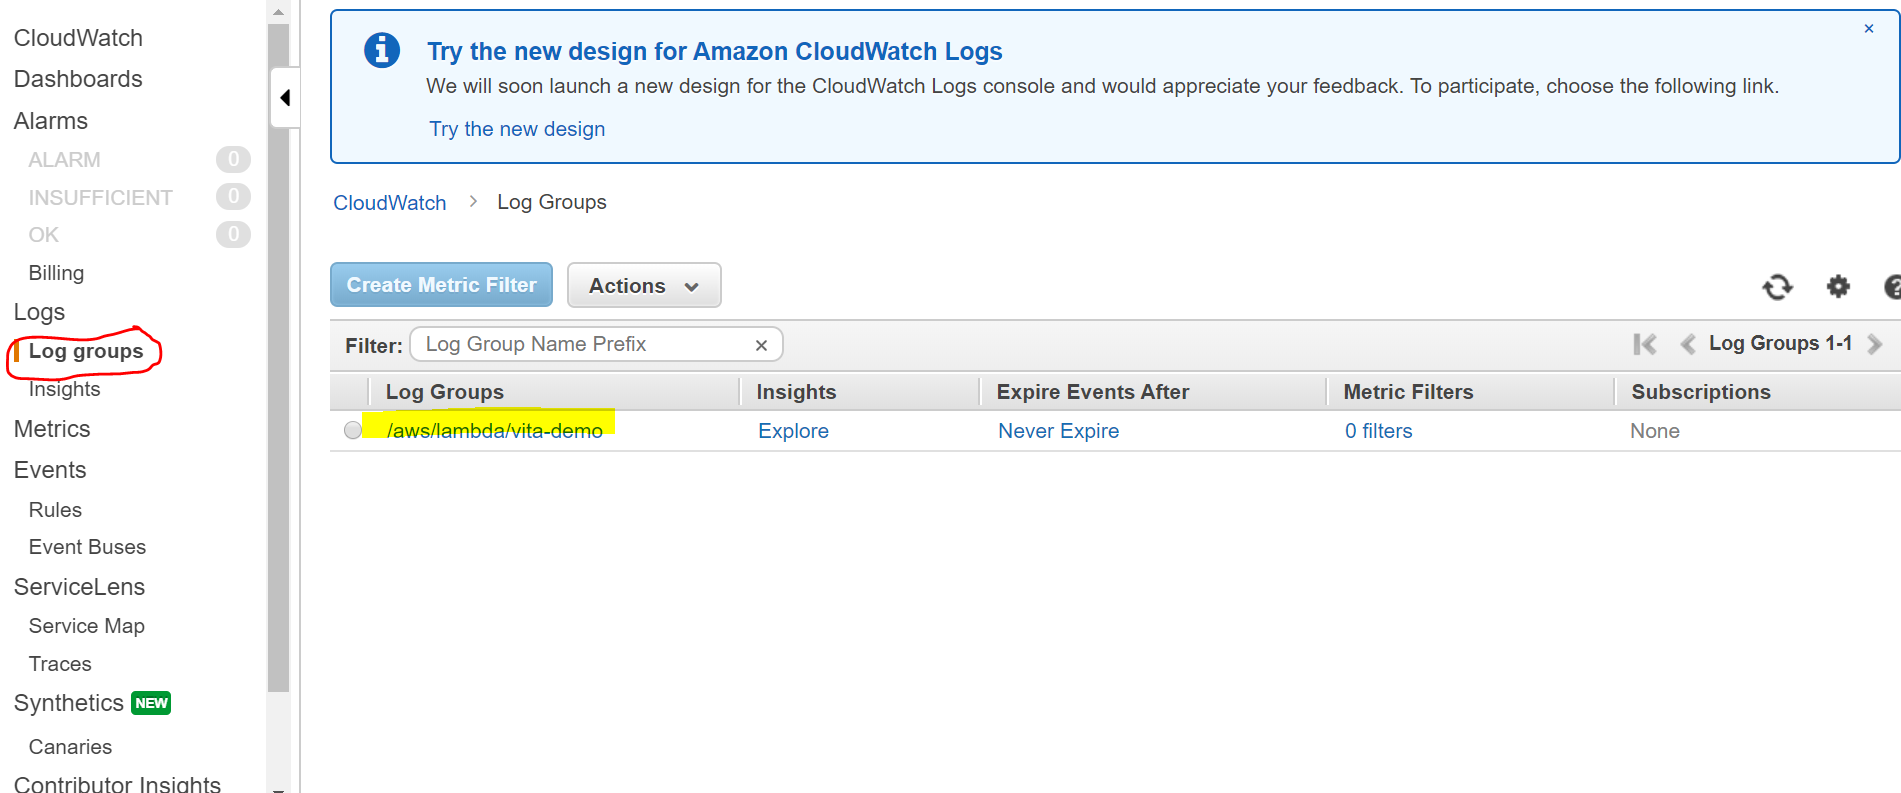 CloudWatch
Dashboards
Alarms
ALARM 0
INSUFFICIENT 0
OK 0
Billing
Logs
Log groups
Insights
Metrics
Events
Rules
Event Buses
ServiceLens
Service Map
Traces
Synthetics NEW
Canaries
Contributor Insights
Try the new design for Amazon CloudWatch Logs
We will soon launch a new design for the CloudWatch Logs console and would appreciate your feedback. To participate, choose the following link.
Try the new design
CloudWatch > Log Groups
Create Metric Filter Actions
Filter: Log Group Name Prefix × Log Groups 1-1
Log Groups Insights Expire Events After Metric Filters Subscriptions
/aws/lambda/vita-demo Explore Never Expire 0 filters None